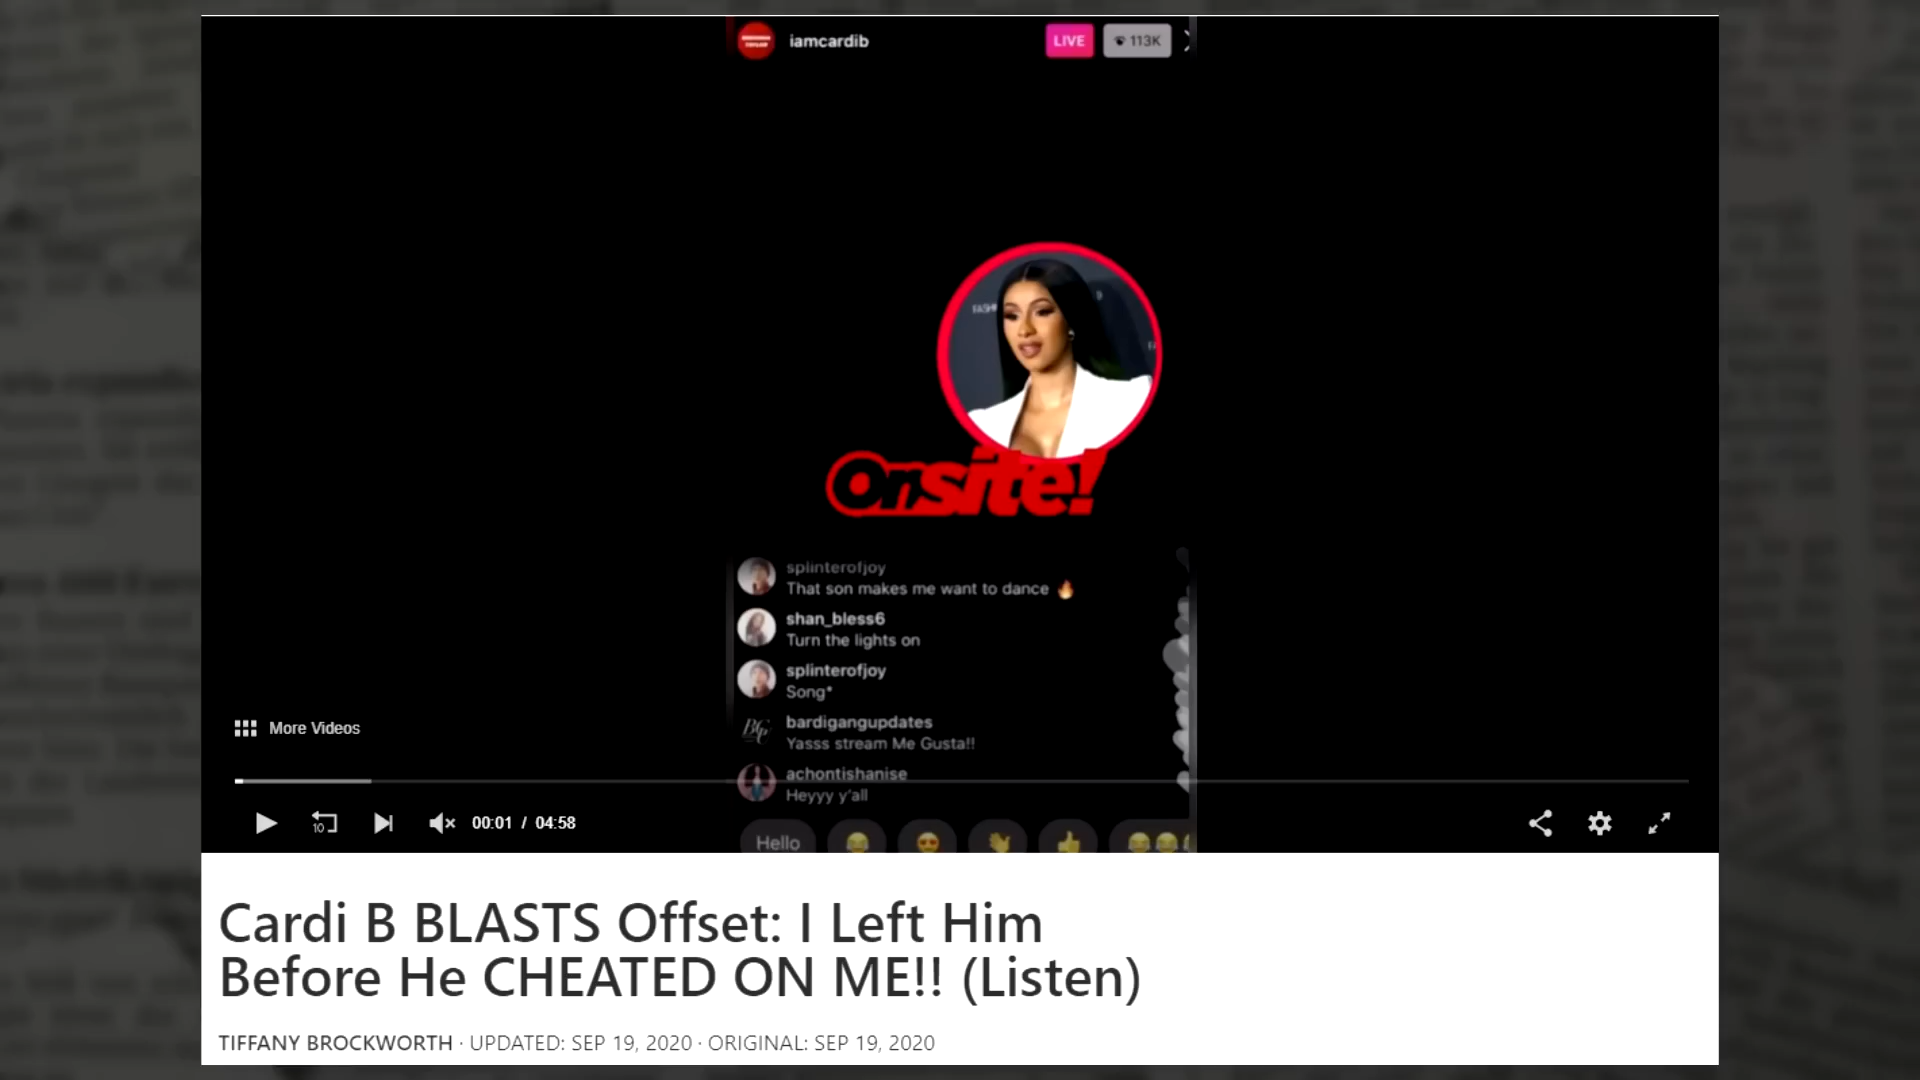 iamcardib
LIVE
113K
FASH
Onsite!
splinterofjoy
That son makes me want to dance
shan_bless6
Turn the lights on
splinterofjoy
Song*
bardigangupdates
Yasss stream Me Gusta!!
achontishanise
Heyyy y'all
Hello
More Videos
10
00:01 / 04:58
Cardi B BLASTS Offset: I Left Him
Before He CHEATED ON ME!! (Listen)
TIFFANY BROCKWORTH · UPDATED: SEP 19, 2020 · ORIGINAL: SEP 19, 2020